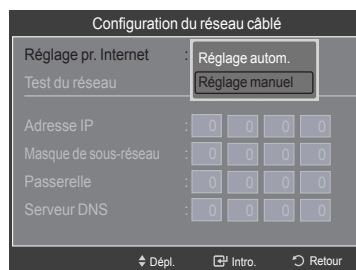 Configuration du réseau câblé
Réglage pr. Internet : Réglage autom.
Réglage manuel
Test du réseau
Adresse IP : 0 0 0 0
Masque de sous-réseau : 0 0 0 0
Passerelle : 0 0 0 0
Serveur DNS : 0 0 0 0
Dépl. Intro. Retour